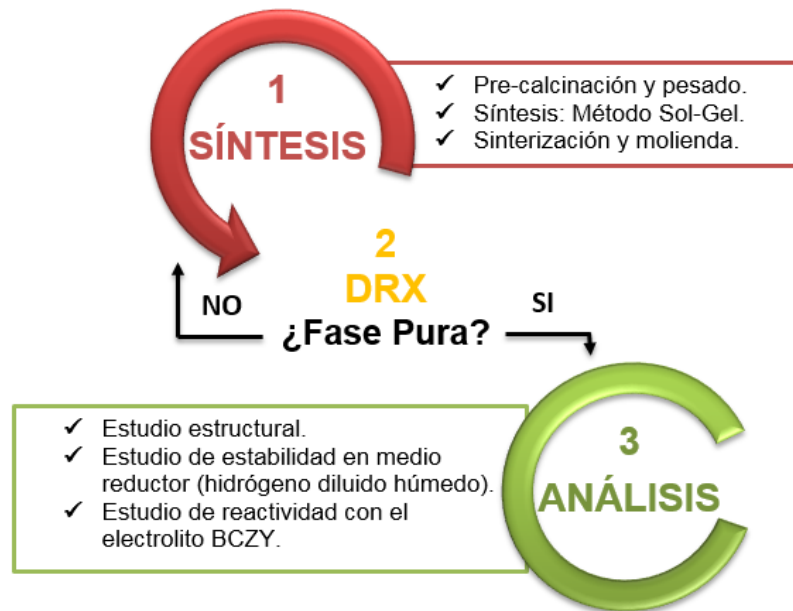 1
SÍNTESIS
✓ Pre-calcinación y pesado.
✓ Síntesis: Método Sol-Gel.
✓ Sinterización y molienda.
2
DRX
¿Fase Pura?
NO
SI
✓ Estudio estructural.
✓ Estudio de estabilidad en medio
reductor (hidrógeno diluido húmedo).
✓ Estudio de reactividad con el
electrolito BCZY.
3
ANÁLISIS